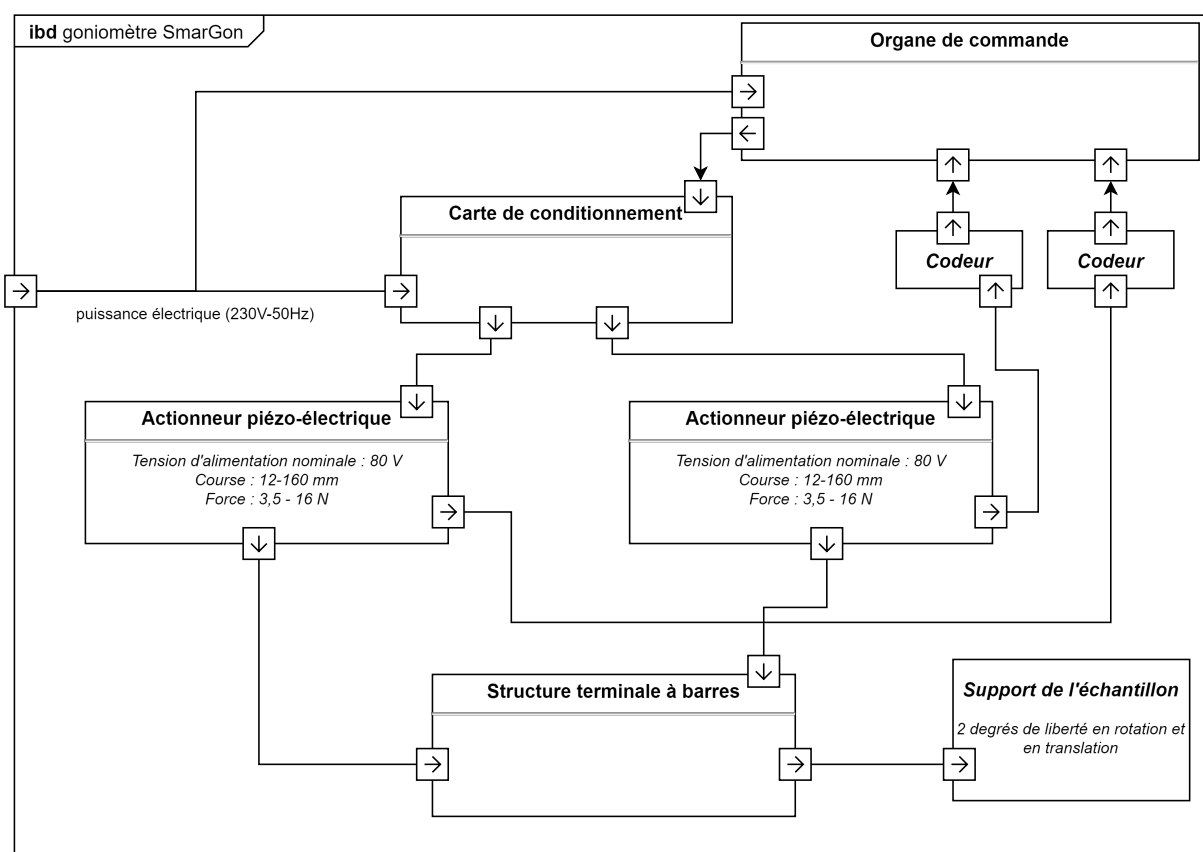 ibd goniomètre SmarGon
Organe de commande
Carte de conditionnement
Codeur
Codeur
puissance électrique (230V-50Hz)
Actionneur piézo-électrique
Tension d'alimentation nominale : 80 V
Course : 12-160 mm
Force : 3,5 - 16 N
Actionneur piézo-électrique
Tension d'alimentation nominale : 80 V
Course : 12-160 mm
Force : 3,5 - 16 N
Structure terminale à barres
Support de l'échantillon
2 degrés de liberté en rotation et
en translation